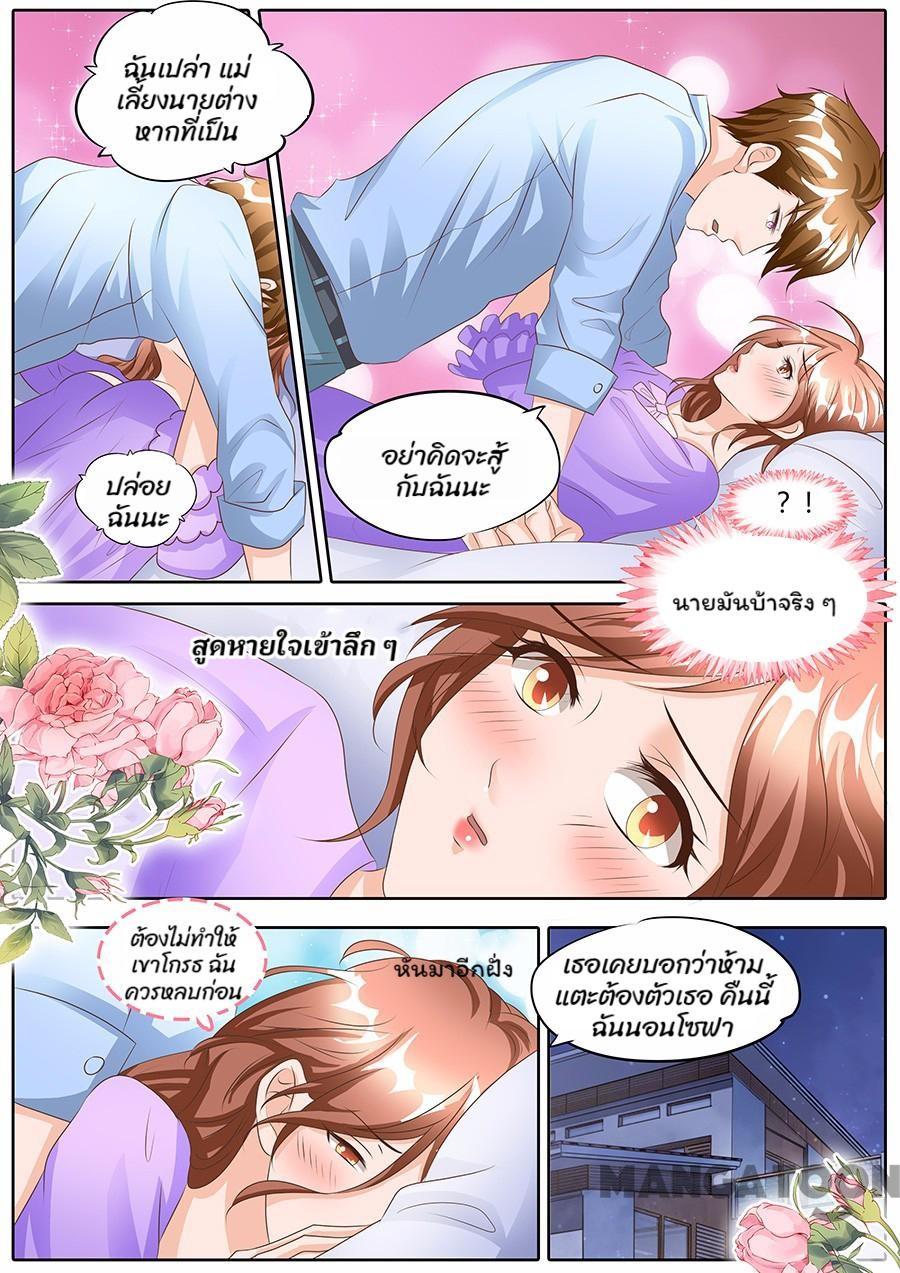 ฉันเปล่า แม่
เลี้ยงนายต่าง
หากที่เป็น
ปล่อย
ฉันนะ
อย่าคิดจะสู้
กับฉันนะ
? !
นายมันบ้าจริง ๆ
สูดหายใจเข้าลึก ๆ
ต้องไม่ทำให้
เขาโกรธ ฉัน
ควรหลบก่อน
หันมาอีกฝั่ง
เธอเคยบอกว่าห้าม
แตะต้องตัวเธอ คืนนี้
ฉันนอนโซฟา
MANGATOON